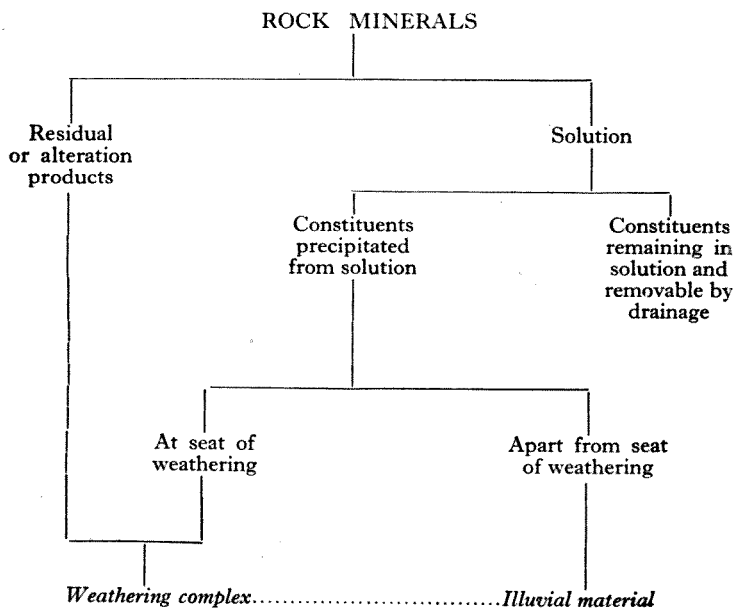 ROCK MINERALS
Residual
or alteration
products
Solution
Constituents
precipitated
from solution
Constituents
remaining in
solution and
removable by
drainage
At seat of
weathering
Apart from seat
of weathering
Weathering complex................................Illuvial material